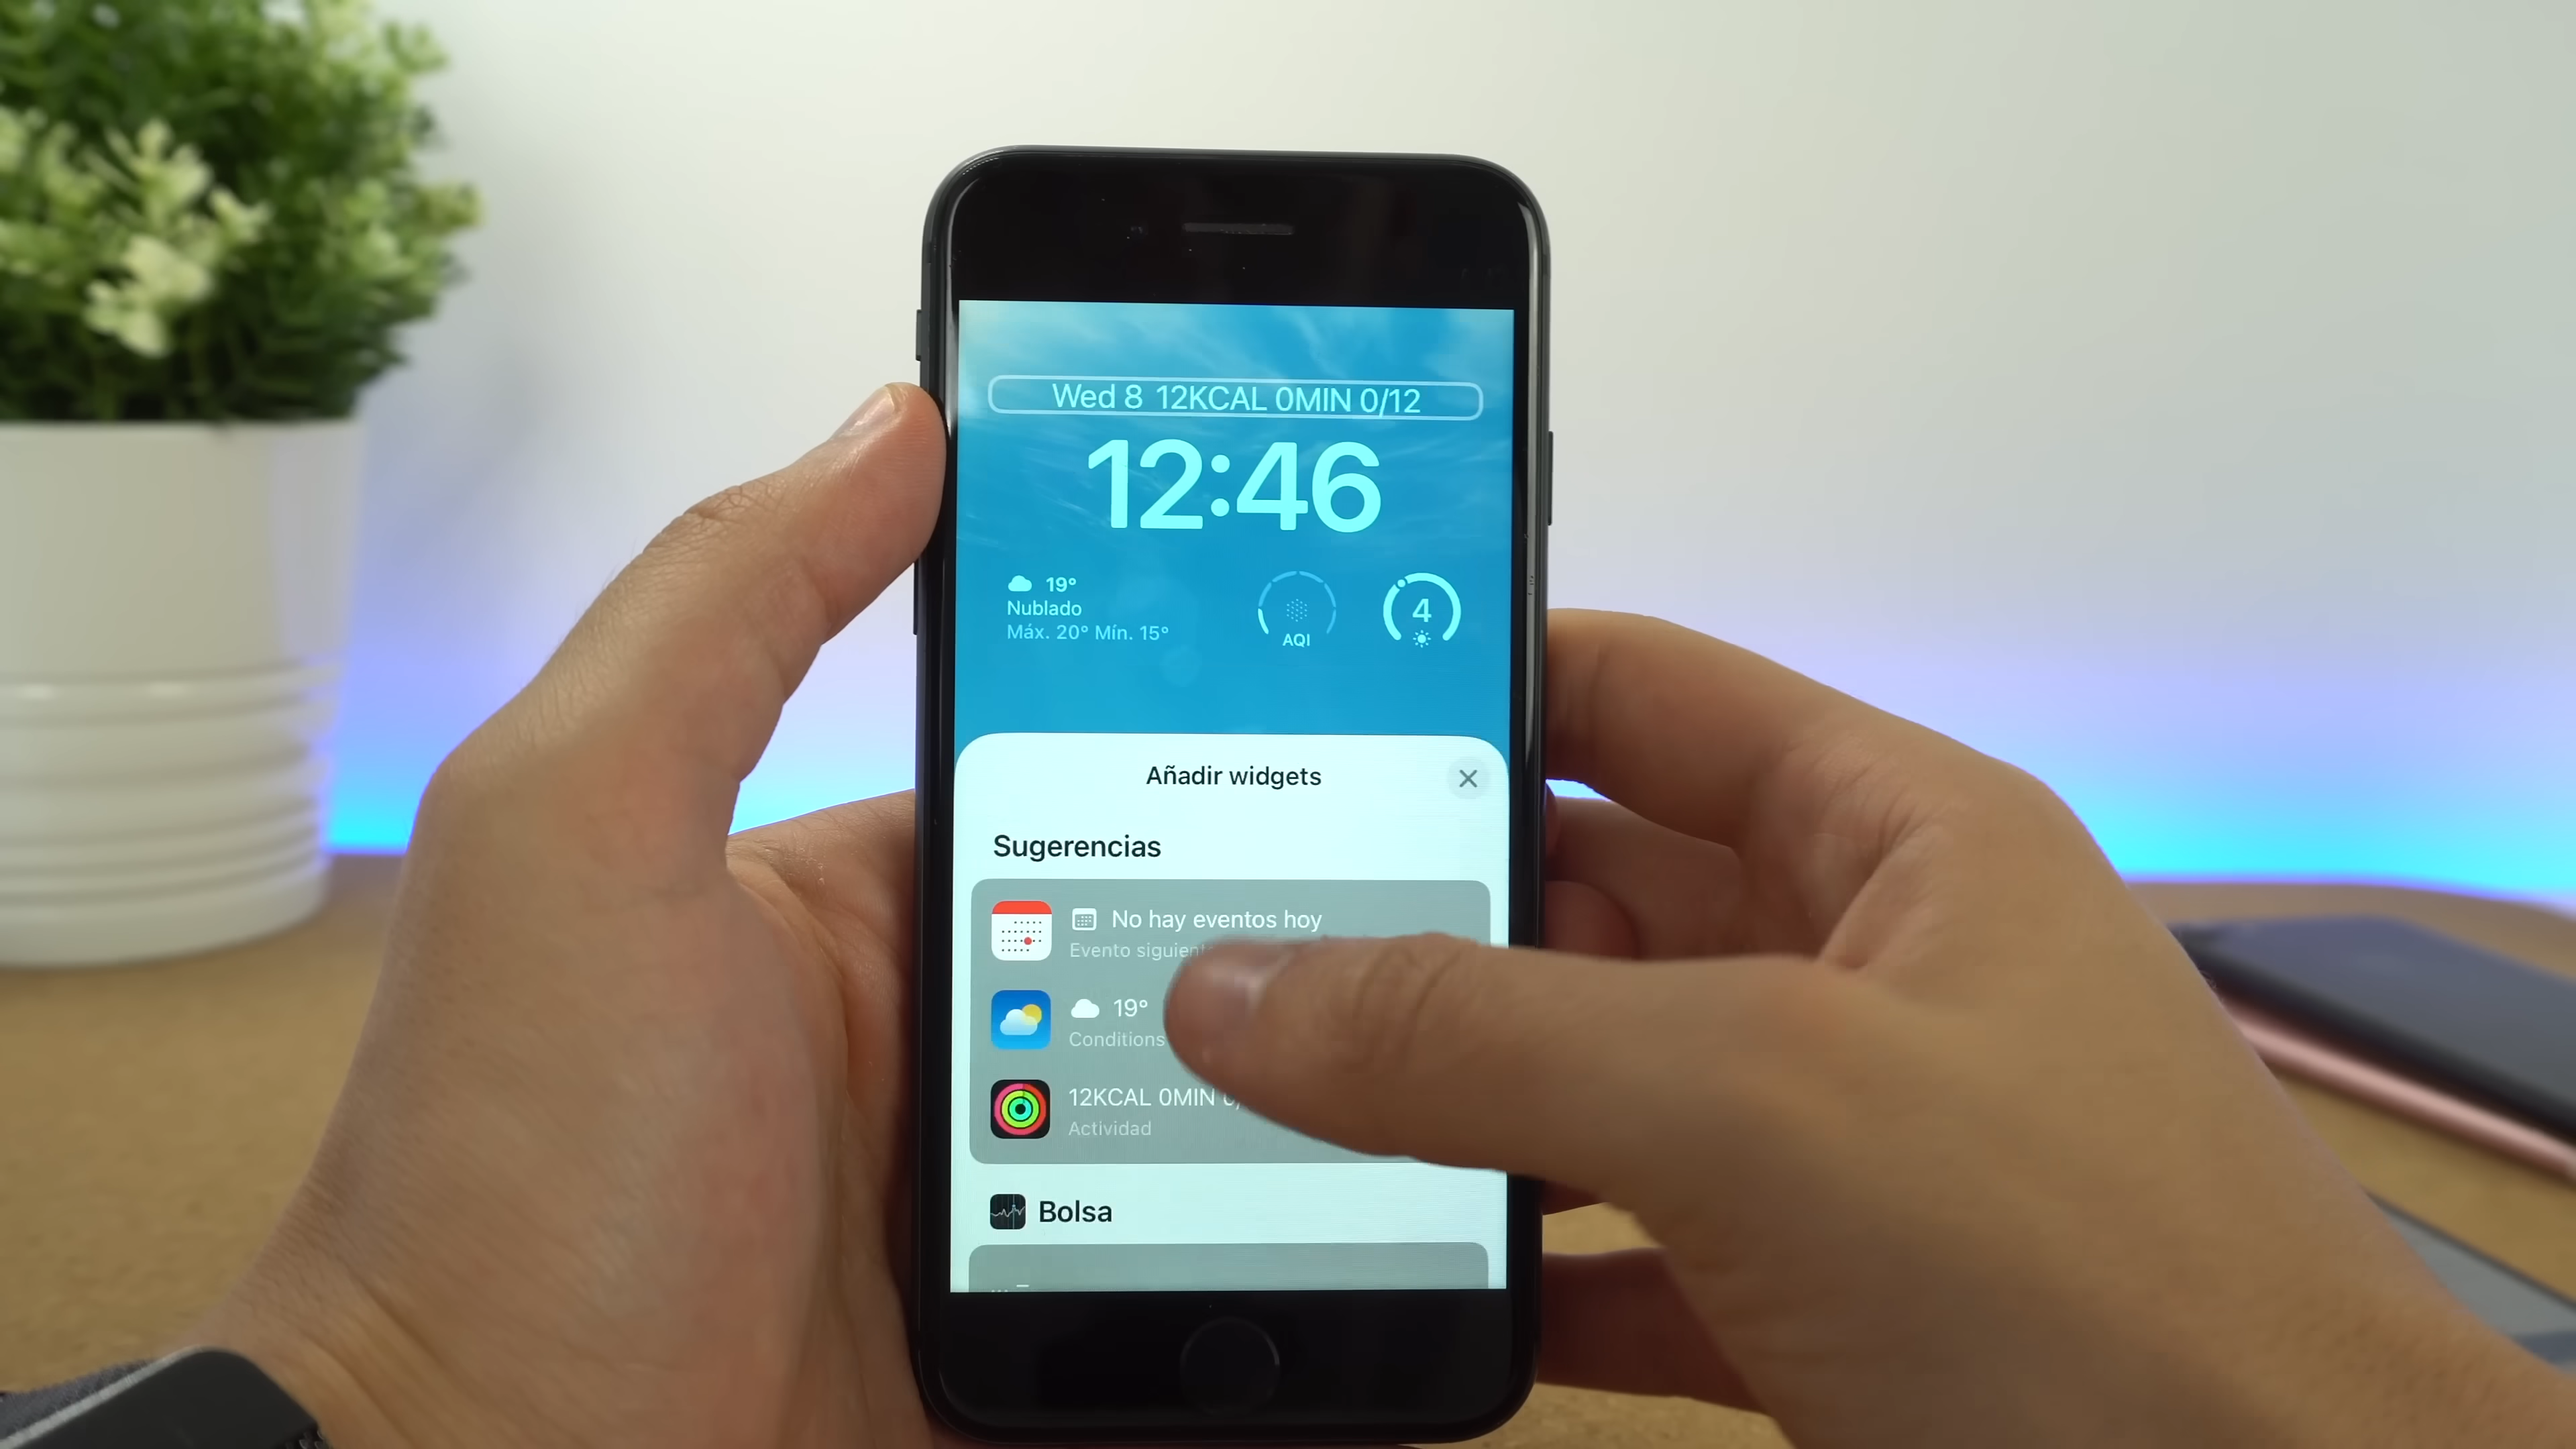 Wed 8 12KCAL 0MIN 0/12
12:46
19°
Nublado
Máx. 20° Mín. 15°
AQI
4
Añadir widgets
Sugerencias
No hay eventos hoy
Evento
19°
Conditions
12KCAL 0MIN
Actividad
Bolsa